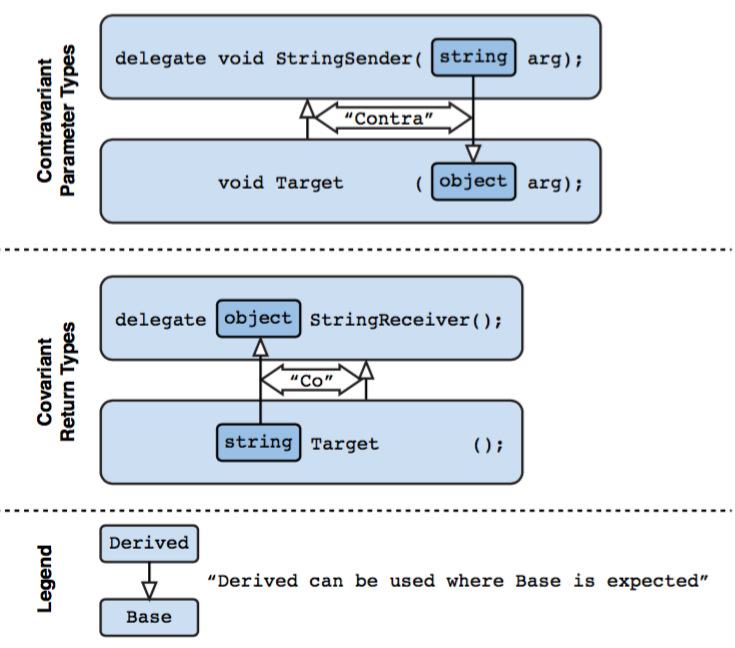 Contravariant
Parameter Types
delegate void StringSender( string arg);
“Contra”
void Target ( object arg);
Covariant
Return Types
delegate object StringReceiver();
“Co”
string Target ();
Legend
Derived
“Derived can be used where Base is expected”
Base